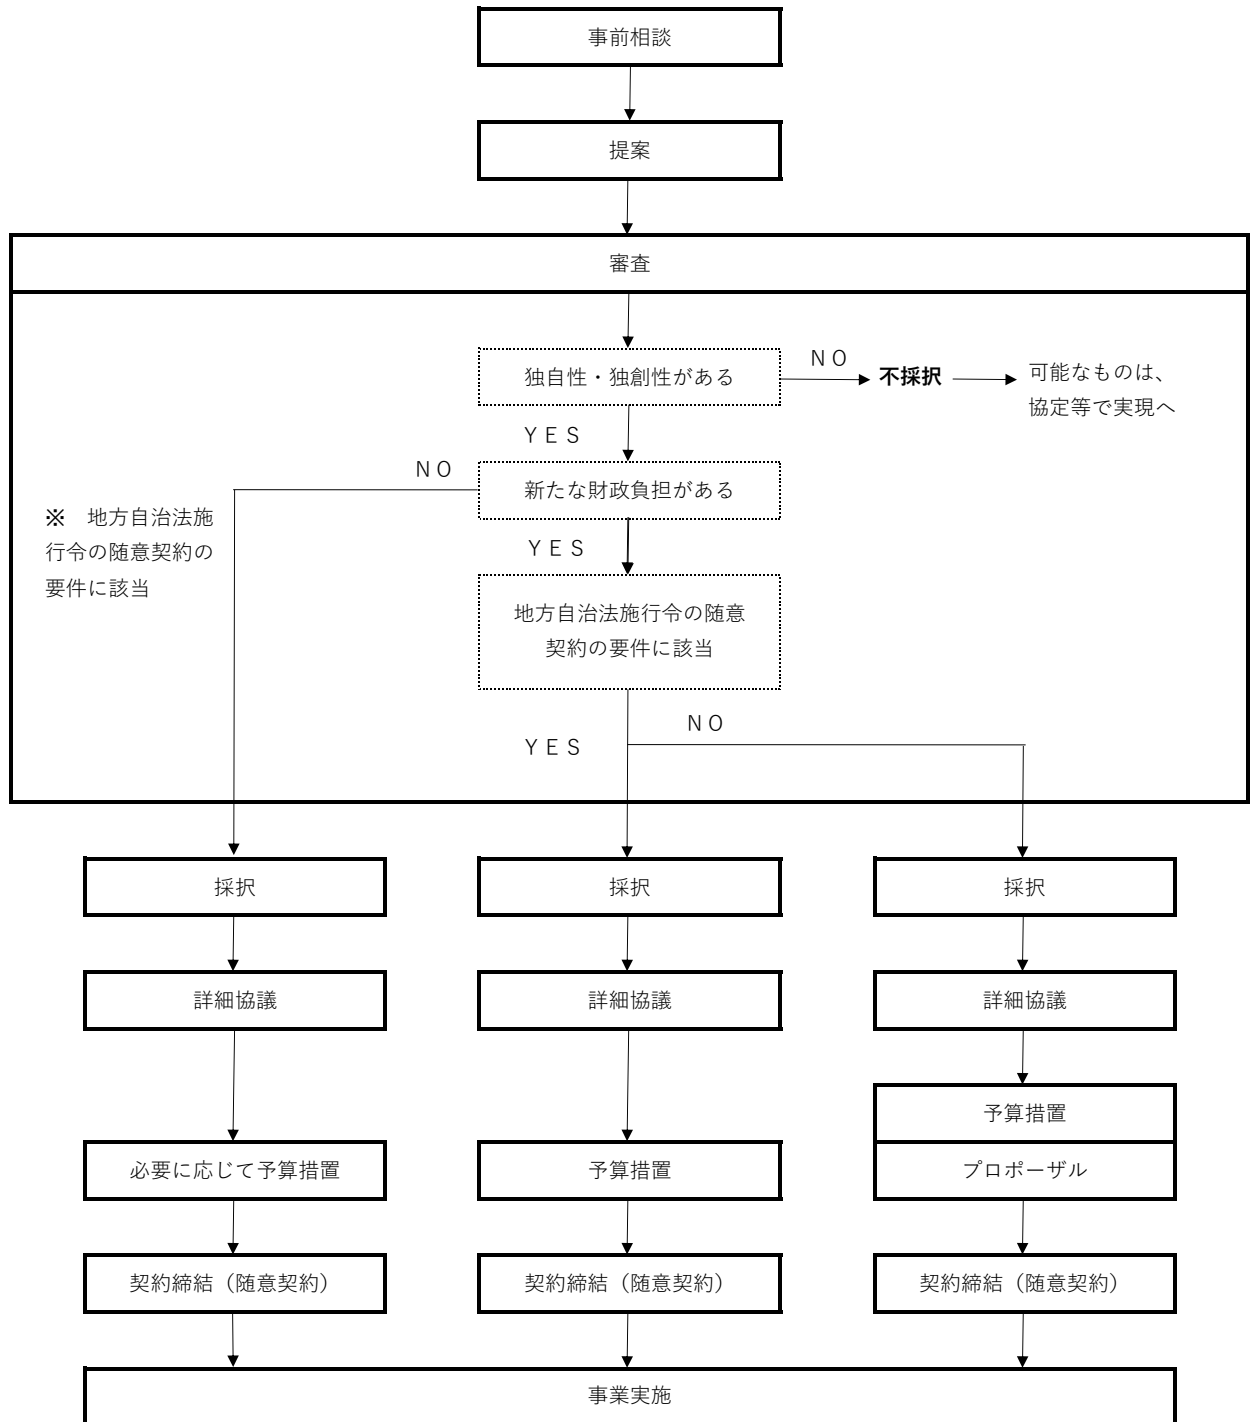 事前相談
提案
審査
独自性・独創性がある
ＮＯ
不採択
可能なものは、
協定等で実現へ
ＹＥＳ
ＮＯ
新たな財政負担がある
※　地方自治法施
行令の随意契約の
要件に該当
ＹＥＳ
地方自治法施行令の随意
契約の要件に該当
ＮＯ
ＹＥＳ
採択
採択
採択
詳細協議
詳細協議
詳細協議
予算措置
必要に応じて予算措置
予算措置
プロポーザル
契約締結（随意契約）
契約締結（随意契約）
契約締結（随意契約）
事業実施